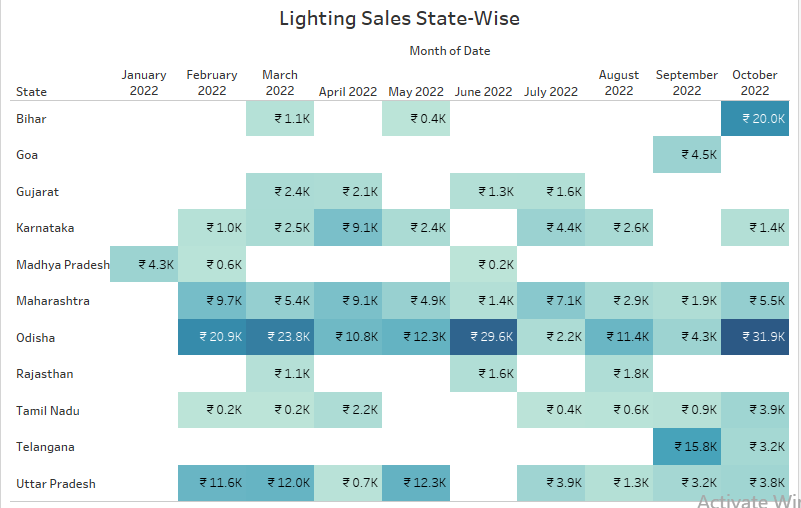 Lighting Sales State-Wise
Month of Date
State January 2022 February 2022 March 2022 April 2022 May 2022 June 2022 July 2022 August 2022 September 2022 October 2022
Bihar ₹ 1.1K ₹ 0.4K ₹ 20.0K
Goa ₹ 4.5K
Gujarat ₹ 2.4K ₹ 2.1K ₹ 1.3K ₹ 1.6K
Karnataka ₹ 1.0K ₹ 2.5K ₹ 9.1K ₹ 2.4K ₹ 4.4K ₹ 2.6K ₹ 1.4K
Madhya Pradesh ₹ 4.3K ₹ 0.6K ₹ 0.2K
Maharashtra ₹ 9.7K ₹ 5.4K ₹ 9.1K ₹ 4.9K ₹ 1.4K ₹ 7.1K ₹ 2.9K ₹ 1.9K ₹ 5.5K
Odisha ₹ 20.9K ₹ 23.8K ₹ 10.8K ₹ 12.3K ₹ 29.6K ₹ 2.2K ₹ 11.4K ₹ 4.3K ₹ 31.9K
Rajasthan ₹ 1.1K ₹ 1.6K ₹ 1.8K
Tamil Nadu ₹ 0.2K ₹ 0.2K ₹ 2.2K ₹ 0.4K ₹ 0.6K ₹ 0.9K ₹ 3.9K
Telangana ₹ 15.8K ₹ 3.2K
Uttar Pradesh ₹ 11.6K ₹ 12.0K ₹ 0.7K ₹ 12.3K ₹ 3.9K ₹ 1.3K ₹ 3.2K ₹ 3.8K
Activate Wi